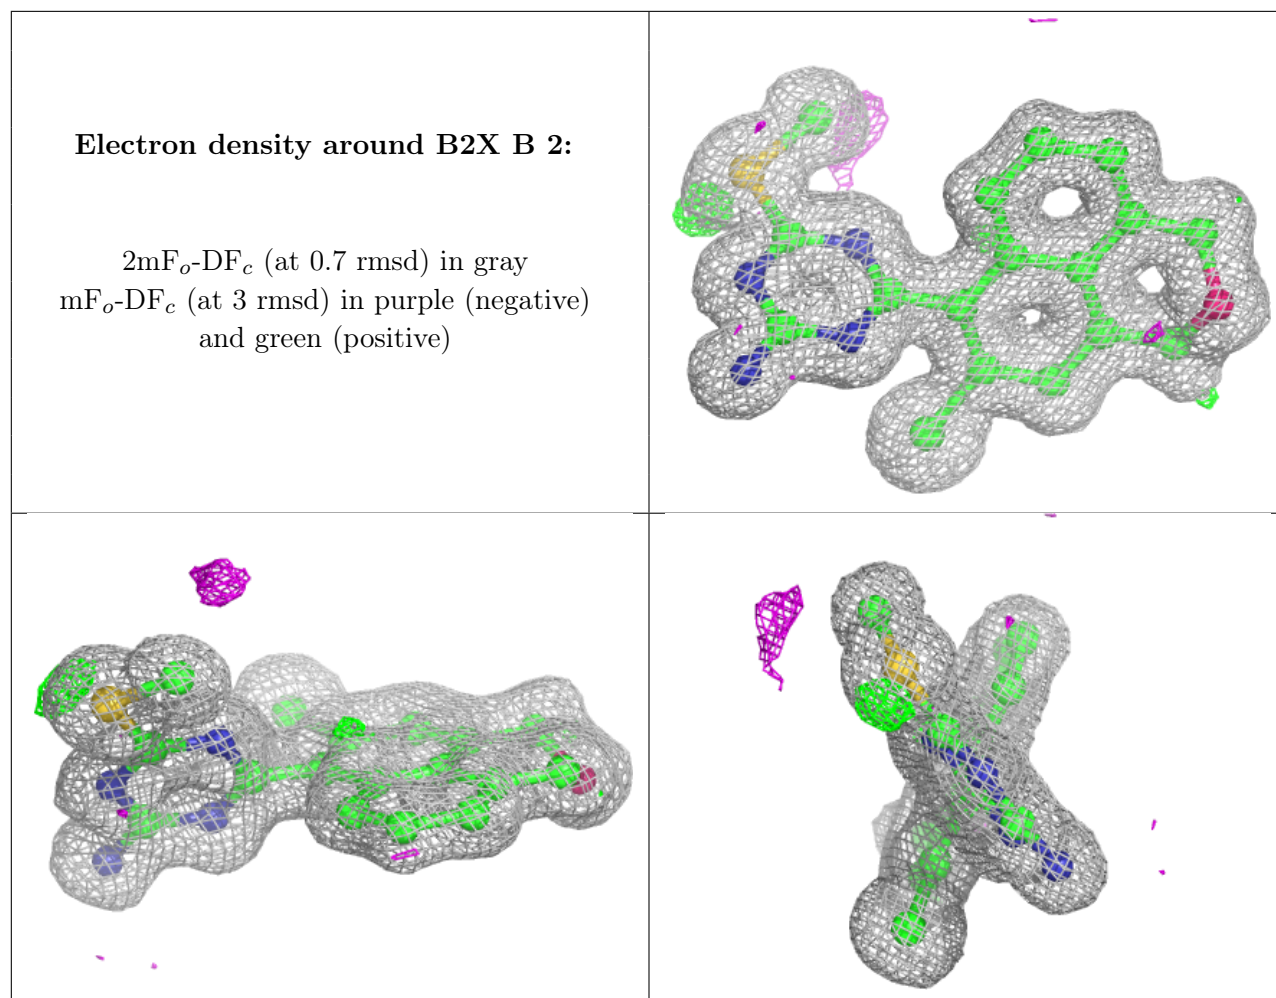 Electron density around B2X B 2:
2mFo-DFc (at 0.7 rmsd) in gray
mFo-DFc (at 3 rmsd) in purple (negative)
and green (positive)